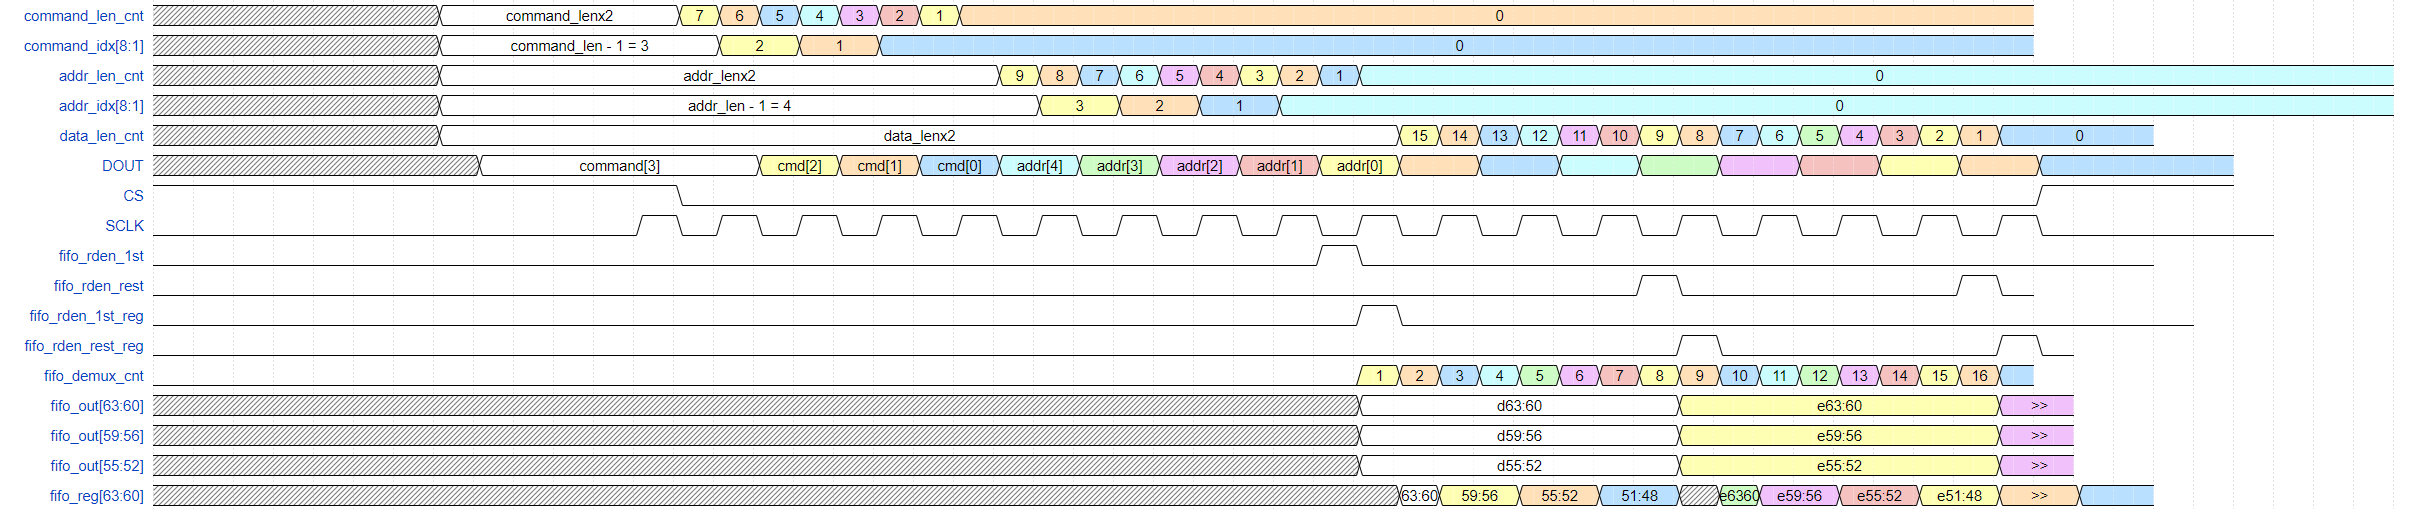 command_len_cnt command_lenx2 7 6 5 4 3 2 1 0
command_idx[8:1] command_len - 1 = 3 2 1 0
addr_len_cnt addr_lenx2 9 8 7 6 5 4 3 2 1 0
addr_idx[8:1] addr_len - 1 = 4 3 2 1 0
data_len_cnt data_lenx2 15 14 13 12 11 10 9 8 7 6 5 4 3 2 1 0
DOUT command[3] cmd[2] cmd[1] cmd[0] addr[4] addr[3] addr[2] addr[1] addr[0]
CS
SCLK
fifo_rden_1st
fifo_rden_rest
fifo_rden_1st_reg
fifo_rden_rest_reg
fifo_demux_cnt 1 2 3 4 5 6 7 8 9 10 11 12 13 14 15 16
fifo_out[63:60] d63:60 e63:60 >>
fifo_out[59:56] d59:56 e59:56 >>
fifo_out[55:52] d55:52 e55:52 >>
fifo_reg[63:60] 63:60 59:56 55:52 51:48 e6360 e59:56 e55:52 e51:48 >>